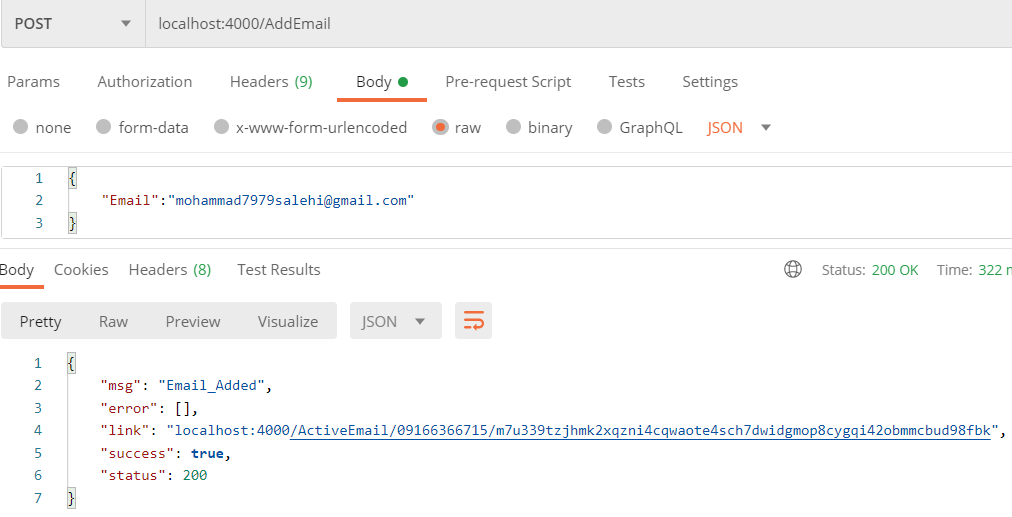 POST localhost:4000/AddEmail
Params Authorization Headers (9) Body Pre-request Script Tests Settings
none form-data x-www-form-urlencoded raw binary GraphQL JSON
1 {
2 "Email":"mohammad7979salehi@gmail.com"
3 }
Body Cookies Headers (8) Test Results Status: 200 OK Time: 322 m
Pretty Raw Preview Visualize JSON
1 {
2 "msg": "Email_Added",
3 "error": [],
4 "link": "localhost:4000/ActiveEmail/09166366715/m7u339tzjhmk2xqzni4cqwaote4sch7dwidgmop8cygqi42obmmcbud98fbk",
5 "success": true,
6 "status": 200
7 }